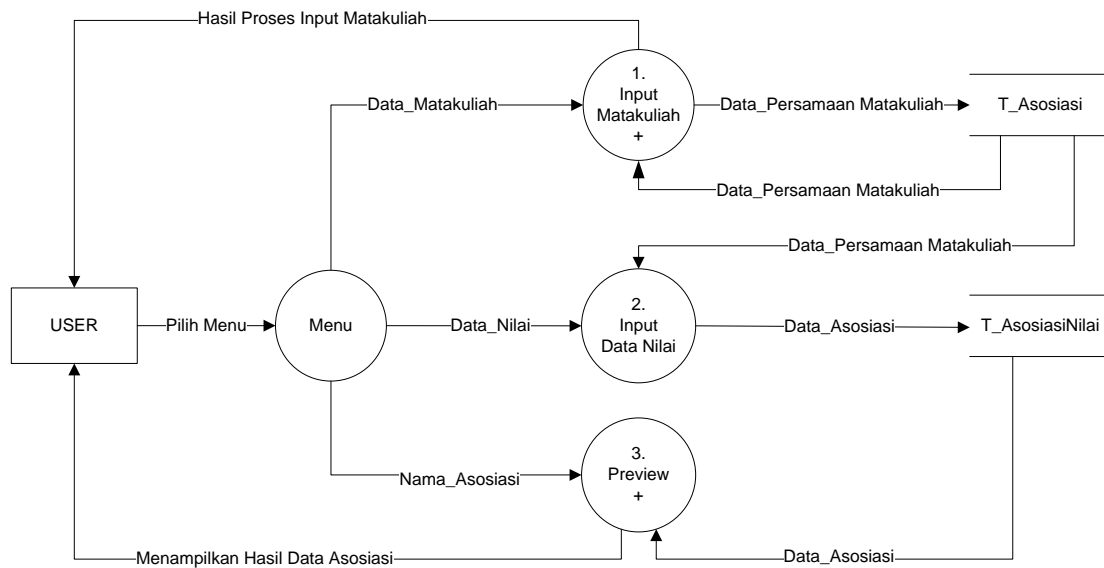 Hasil Proses Input Matakuliah
1.
Input
Matakuliah
+
Data_Matakuliah
Data_Persamaan Matakuliah
T_Asosiasi
Data_Persamaan Matakuliah
Data_Persamaan Matakuliah
USER
Pilih Menu
Menu
Data_Nilai
2.
Input
Data Nilai
Data_Asosiasi
T_AsosiasiNilai
3.
Preview
+
Nama_Asosiasi
Menampilkan Hasil Data Asosiasi
Data_Asosiasi